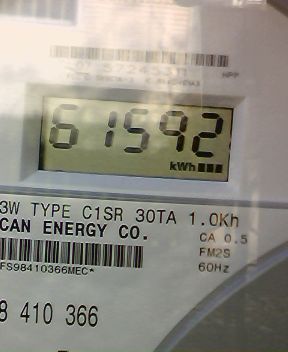 61592
kWh
3W TYPE C1SR 30TA 1.0Kh
CAN ENERGY CO. CA 0.5
FM2S
FS98410366MEC* 60Hz
8 410 366